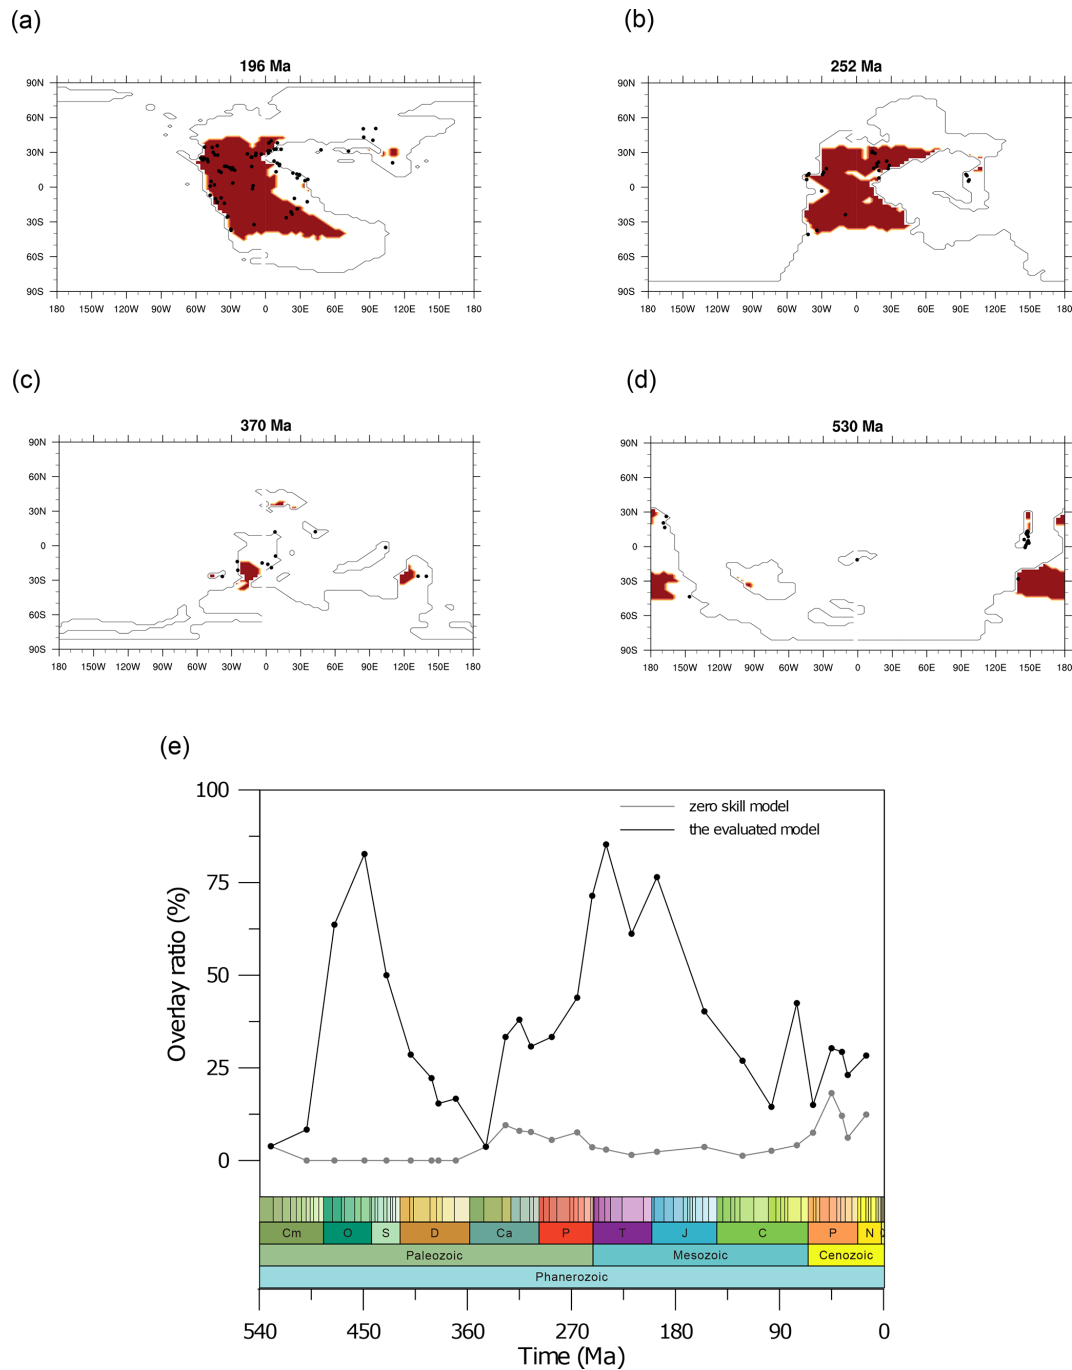 (a)
(b)
196 Ma
252 Ma
90N
60N
30N
0
30S
60S
90S
180 150W 120W 90W 60W 30W 0 30E 60E 90E 120E 150E 180
90N
60N
30N
0
30S
60S
90S
180 150W 120W 90W 60W 30W 0 30E 60E 90E 120E 150E 180
(c)
(d)
370 Ma
530 Ma
90N
60N
30N
0
30S
60S
90S
180 150W 120W 90W 60W 30W 0 30E 60E 90E 120E 150E 180
90N
60N
30N
0
30S
60S
90S
180 150W 120W 90W 60W 30W 0 30E 60E 90E 120E 150E 180
(e)
100
75
50
25
0
Overlay ratio (%)
zero skill model
the evaluated model
Cm O S D Ca P T J C P N
Paleozoic Mesozoic Cenozoic
Phanerozoic
540 450 360 270 180 90 0
Time (Ma)